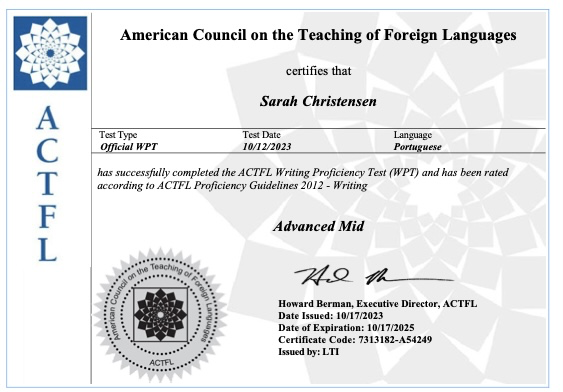 American Council on the Teaching of Foreign Languages
certifies that
Sarah Christensen
Test Type Test Date Language
Official WPT 10/12/2023 Portuguese
has successfully completed the ACTFL Writing Proficiency Test (WPT) and has been rated
according to ACTFL Proficiency Guidelines 2012 - Writing
Advanced Mid
Howard Berman, Executive Director, ACTFL
Date Issued: 10/17/2023
Date of Expiration: 10/17/2025
Certificate Code: 7313182-A54249
Issued by: LTI
ACTFL
American Council on the Teaching of Foreign Languages
ACTFL